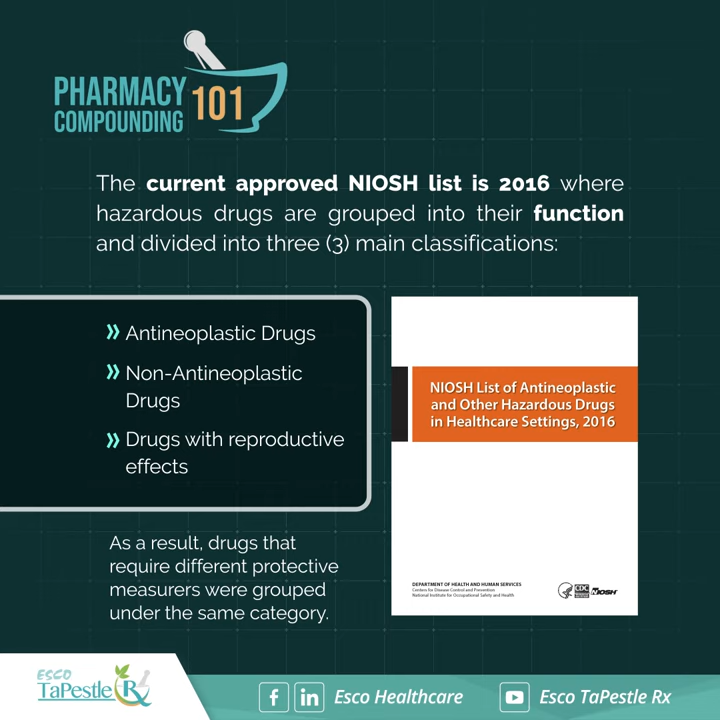 PHARMACY
COMPOUNDING
101
The current approved NIOSH list is 2016 where
hazardous drugs are grouped into their function
and divided into three (3) main classifications:
Antineoplastic Drugs
Non-Antineoplastic
Drugs
Drugs with reproductive
effects
NIOSH List of Antineoplastic
and Other Hazardous Drugs
in Healthcare Settings, 2016
As a result, drugs that
require different protective
measurers were grouped
under the same category.
DEPARTMENT OF HEALTH AND HUMAN SERVICES
Centers for Disease Control and Prevention
National Institute for Occupational Safety and Health
CDC
NIOSH
ESCO
TaPestle Rx
Esco Healthcare
Esco TaPestle Rx